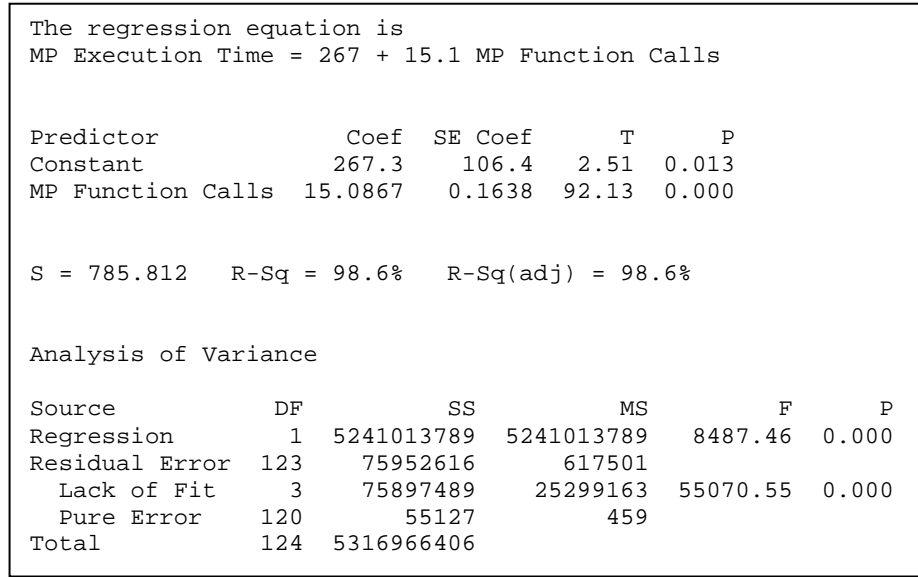 The regression equation is
MP Execution Time = 267 + 15.1 MP Function Calls
Predictor Coef SE Coef T P
Constant 267.3 106.4 2.51 0.013
MP Function Calls 15.0867 0.1638 92.13 0.000
S = 785.812 R-Sq = 98.6% R-Sq(adj) = 98.6%
Analysis of Variance
Source DF SS MS F P
Regression 1 5241013789 5241013789 8487.46 0.000
Residual Error 123 75952616 617501
Lack of Fit 3 75897489 25299163 55070.55 0.000
Pure Error 120 55127 459
Total 124 5316966406